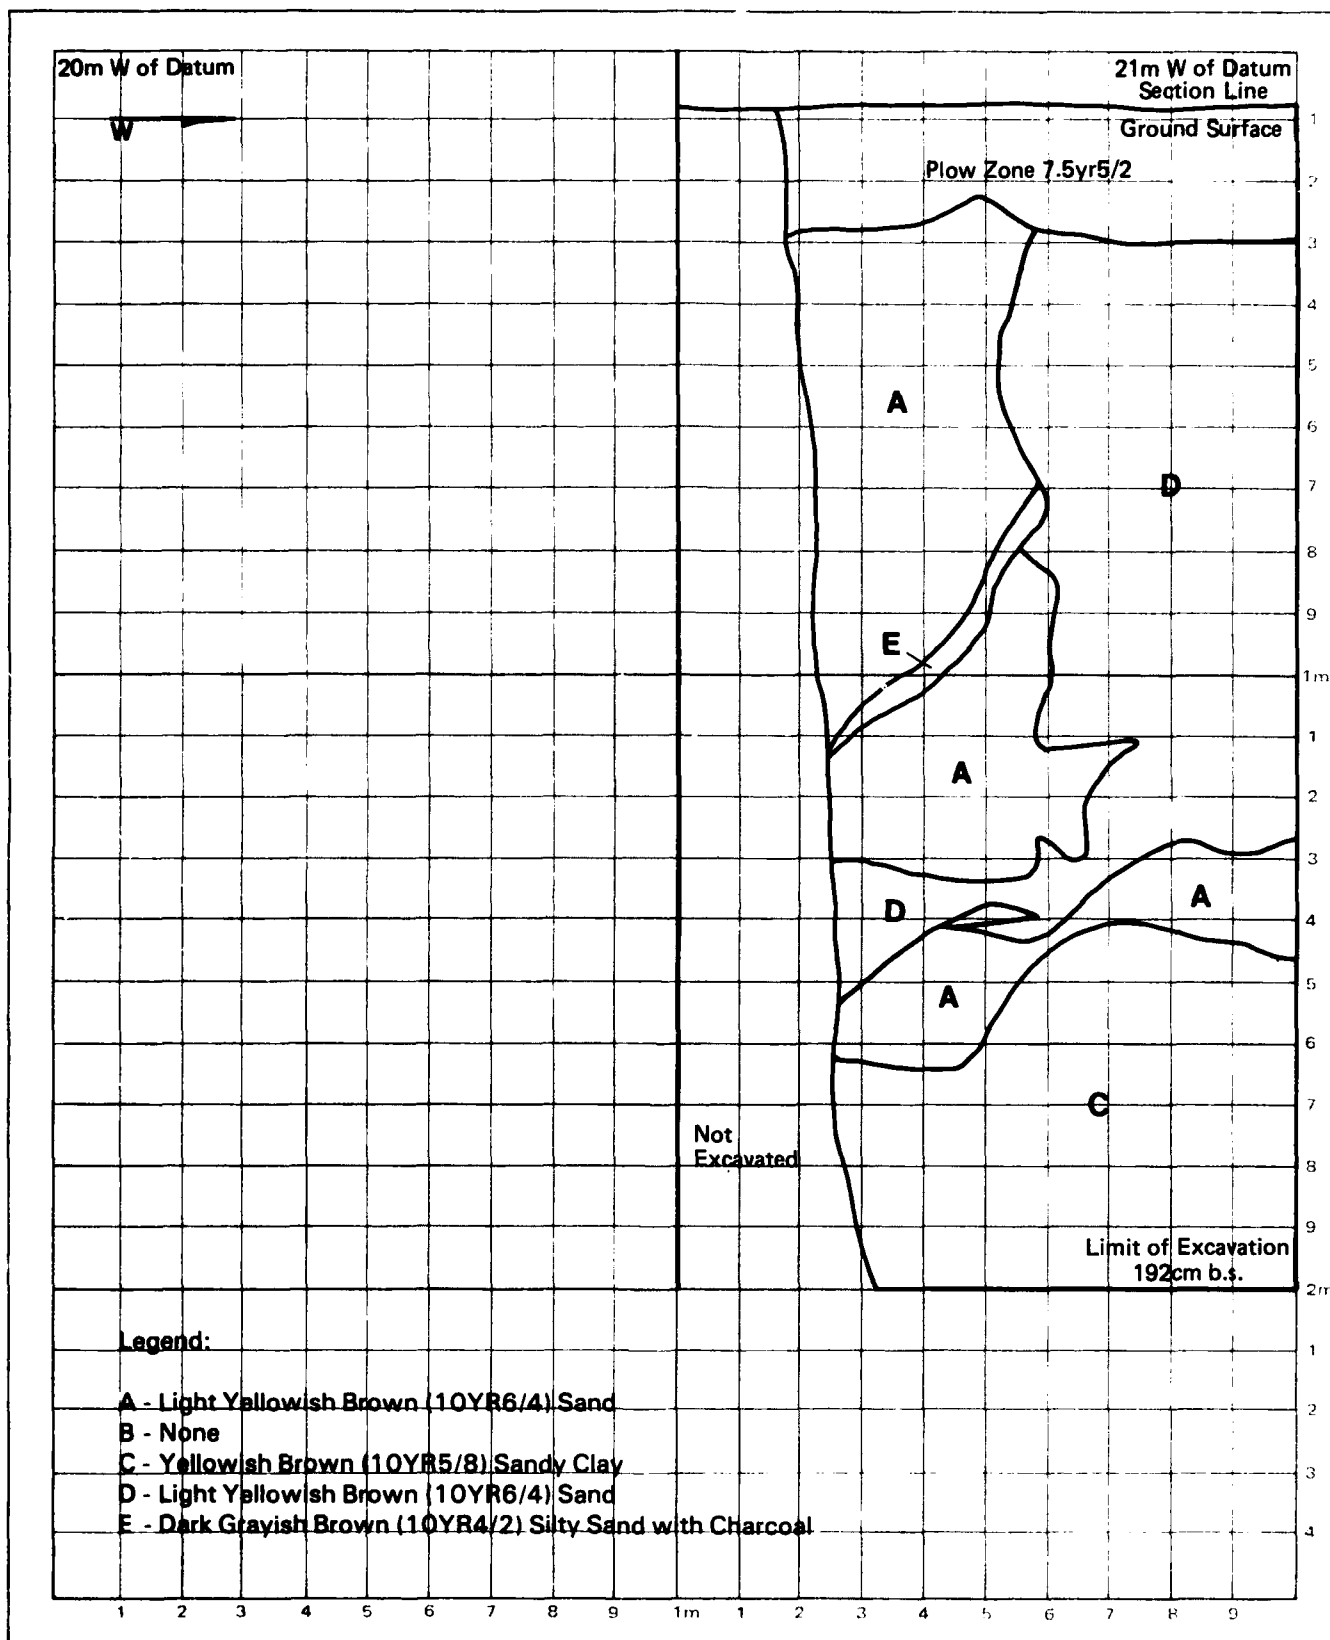 20m W of Datum
21m W of Datum
Section Line
W
Ground Surface
1
Plow Zone 7.5yr5/2
2
3
4
5
A
6
D
7
8
9
E
1m
1
A
2
3
A
D
4
A
5
6
C
7
Not
Excavated
8
9
Limit of Excavation
192cm b.s.
2m
Legend:
1
A - Light Yellowish Brown (10YR6/4) Sand
2
B - None
C - Yellowish Brown (10YR5/8) Sandy Clay
3
D - Light Yellowish Brown (10YR6/4) Sand
E - Dark Grayish Brown (10YR4/2) Silty Sand with Charcoal
4
1 2 3 4 5 6 7 8 9 1m 1 2 3 4 5 6 7 8 9